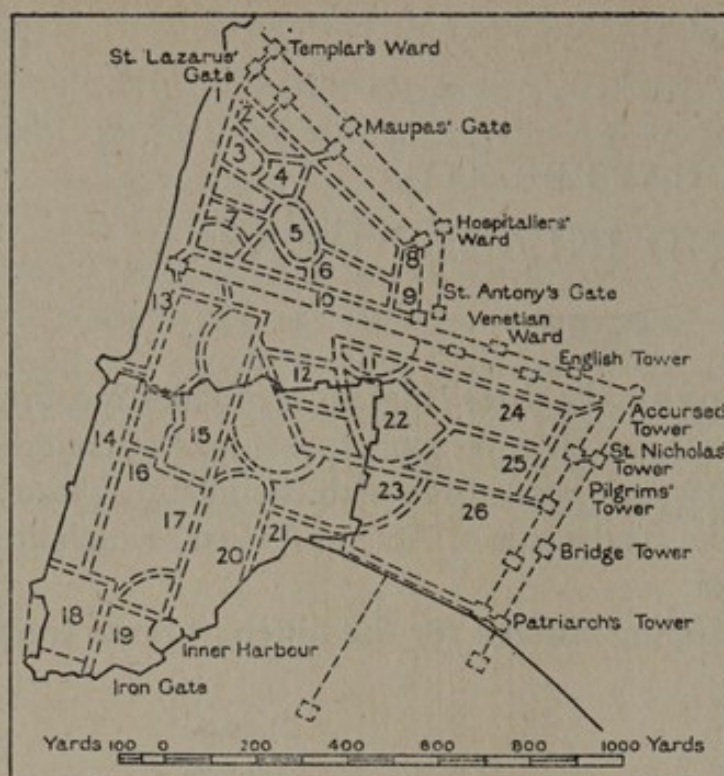 Templar's Ward
St. Lazarus'
Gate
1
2
Maupas' Gate
3
4
Hospitallers'
Ward
7
5
8
6
9
St. Antony's Gate
13
10
Venetian
Ward
English Tower
12
11
Accursed
Tower
14
15
22
24
St. Nicholas'
Tower
16
25
Pilgrims'
Tower
17
23
26
20
21
Bridge Tower
18
19
Patriarch's Tower
Inner Harbour
Iron Gate
Yards 100 0 200 400 600 800 1000 Yards